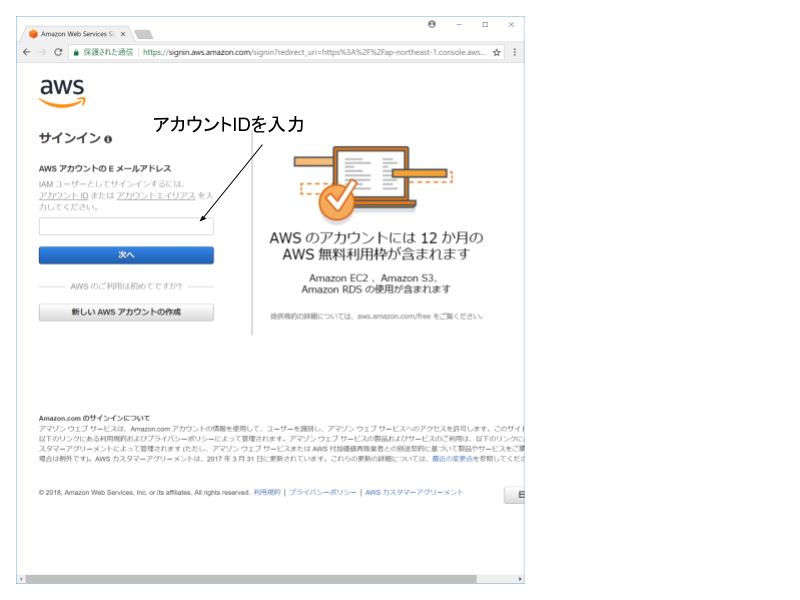 Amazon Web Services Si
保護された通信 | https://signin.aws.amazon.com/signin?redirect_uri=https%3A%2F%2Fap-northeast-1.console.aws...
aws
アカウントIDを入力
サインイン
AWS アカウントの E メールアドレス
IAM ユーザーとしてサインインするには、
アカウント ID または アカウントエイリアス を入
力してください。
次へ
AWS のご利用は初めてですか?
新しい AWS アカウントの作成
AWS のアカウントには 12 か月の
AWS 無料利用枠が含まれます
Amazon EC2 、Amazon S3、
Amazon RDS の使用が含まれます
提供規約の詳細については、aws.amazon.com/free をご覧ください。
Amazon.com のサインインについて
アマゾン ウェブ サービスは、Amazon.com アカウントの情報を使用して、ユーザーを識別し、アマゾン ウェブ サービスへのアクセスを許可します。このサイト
以下のリンクにある利用規約およびプライバシーポリシーによって管理されます。アマゾン ウェブ サービスの製品およびサービスのご利用は、以下のリンクに
スタマーアグリーメントによって管理されます (ただし、アマゾン ウェブ サービスまたは AWS 付加価値再販業者との別途契約に基づいて製品やサービスをご
場合は例外です)。AWS カスタマーアグリーメントは、2017 年 3 月 31 日に更新されています。これらの更新の詳細については、最近の変更点を参照してくださ
© 2018, Amazon Web Services, Inc. or its affiliates. All rights reserved. 利用規約 | プライバシーポリシー | AWS カスタマーアグリーメント